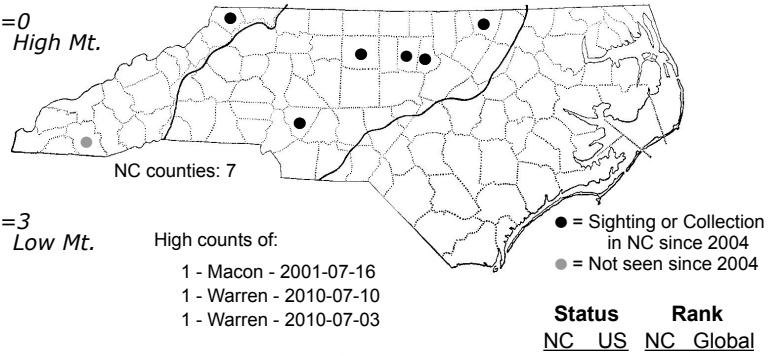 =0
High Mt.
NC counties: 7
=3
Low Mt.
High counts of:
1 - Macon - 2001-07-16
1 - Warren - 2010-07-10
1 - Warren - 2010-07-03
● = Sighting or Collection
in NC since 2004
● = Not seen since 2004
Status Rank
NC US NC Global